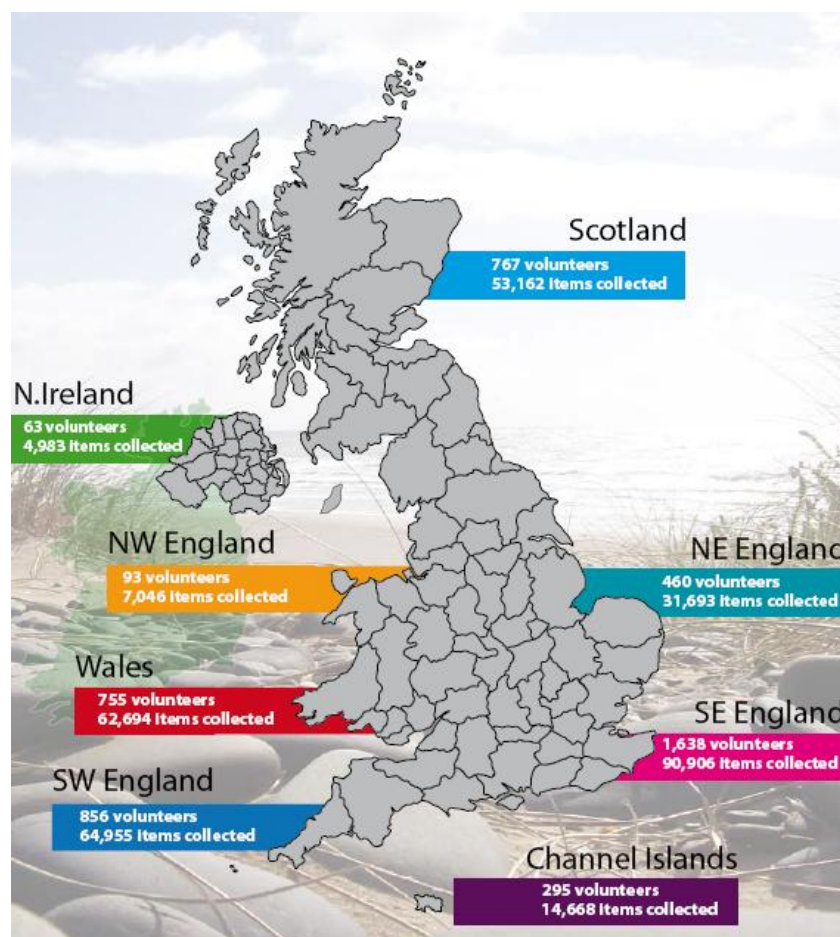 Scotland
767 volunteers
53,162 items collected
N.Ireland
63 volunteers
4,983 items collected
NW England
93 volunteers
7,046 items collected
NE England
460 volunteers
31,693 items collected
Wales
755 volunteers
62,694 items collected
SE England
1,638 volunteers
90,906 items collected
SW England
856 volunteers
64,955 items collected
Channel Islands
295 volunteers
14,668 items collected